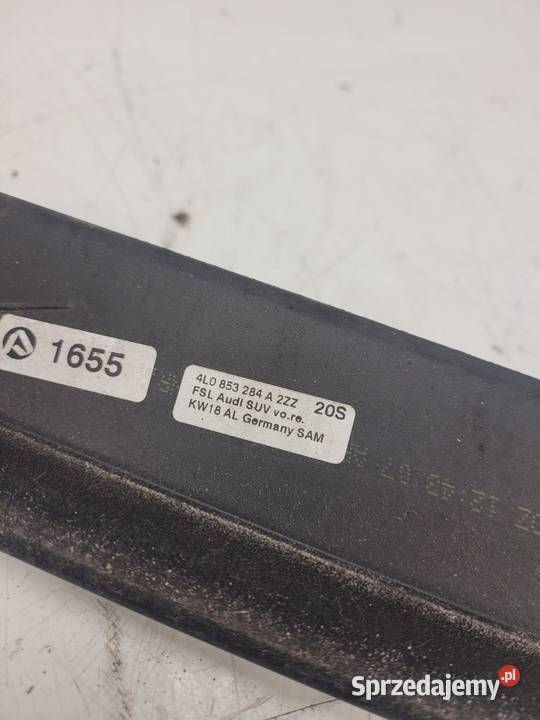 1655
4L0 853 284 A 2ZZ 20S
FSL Audi SUV vo.re.
KW18 AL Germany SAM
Sprzedajemy.pl